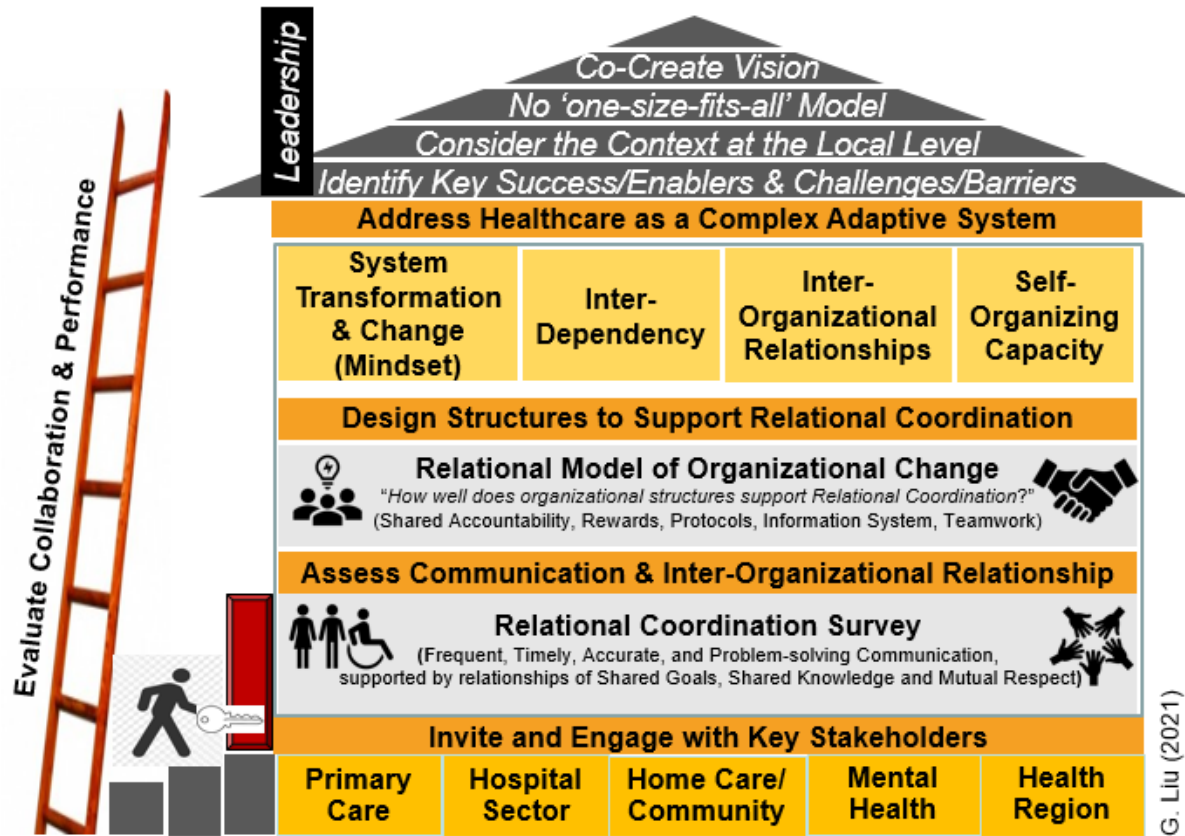 Leadership
Co-Create Vision
No ‘one-size-fits-all’ Model
Consider the Context at the Local Level
Identify Key Success/Enablers & Challenges/Barriers
Evaluate Collaboration & Performance
Address Healthcare as a Complex Adaptive System
System
Transformation
& Change
(Mindset)
Inter-
Dependency
Inter-
Organizational
Relationships
Self-
Organizing
Capacity
Design Structures to Support Relational Coordination
Relational Model of Organizational Change
“How well does organizational structures support Relational Coordination?”
(Shared Accountability, Rewards, Protocols, Information System, Teamwork)
Assess Communication & Inter-Organizational Relationship
Relational Coordination Survey
(Frequent, Timely, Accurate, and Problem-solving Communication,
supported by relationships of Shared Goals, Shared Knowledge and Mutual Respect)
Invite and Engage with Key Stakeholders
Primary
Care
Hospital
Sector
Home Care/
Community
Mental
Health
Health
Region
G. Liu (2021)